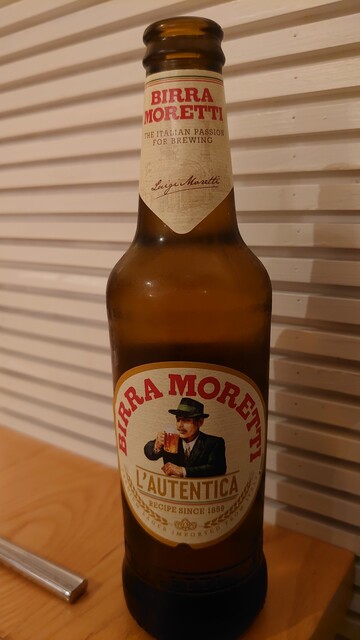 BIRRA
MORETTI
THE ITALIAN PASSION
FOR BREWING
Luigi Moretti
BIRRA MORETTI
L'AUTENTICA
RECIPE SINCE 1859